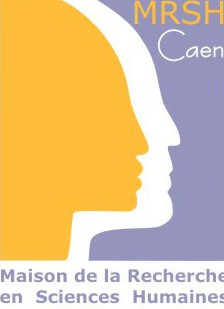 MRSH
Caen
Maison de la Recherche
en Sciences Humaines